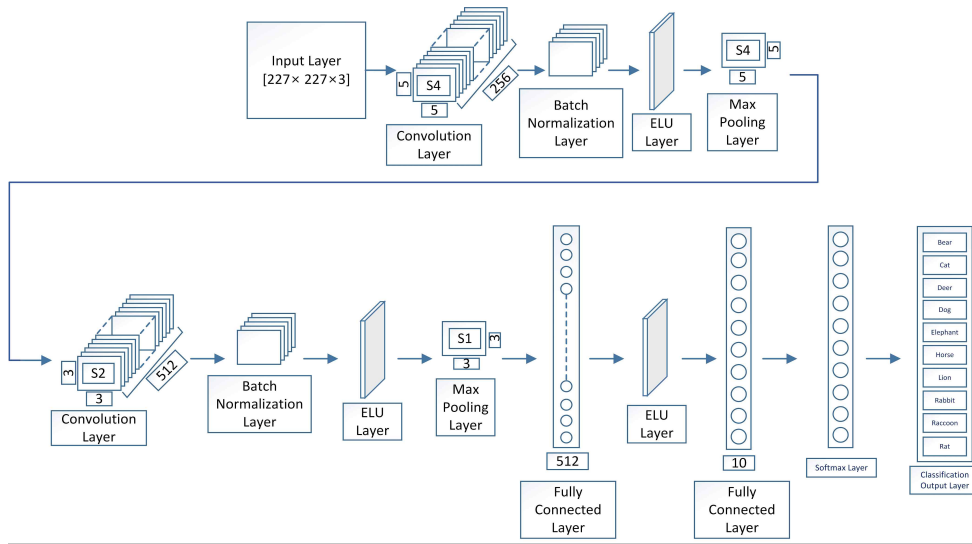 Input Layer
[227× 227×3]
S4
5
5
256
Convolution
Layer
Batch
Normalization
Layer
ELU
Layer
S4
5
5
Max
Pooling
Layer
S2
3
3
512
Convolution
Layer
Batch
Normalization
Layer
ELU
Layer
S1
3
3
Max
Pooling
Layer
512
Fully
Connected
Layer
ELU
Layer
10
Fully
Connected
Layer
Softmax Layer
Bear
Cat
Deer
Dog
Elephant
Horse
Lion
Rabbit
Raccoon
Rat
Classification
Output Layer